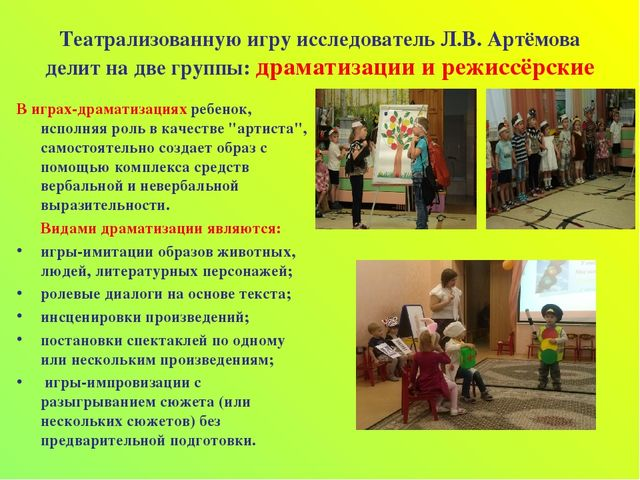 Театрализованную игру исследователь Л.В. Артёмова
делит на две группы: драматизации и режиссёрские
В играх-драматизациях ребенок,
исполняя роль в качестве "артиста",
самостоятельно создает образ с
помощью комплекса средств
вербальной и невербальной
выразительности.
Видами драматизации являются:
• игры-имитации образов животных,
людей, литературных персонажей;
• ролевые диалоги на основе текста;
• инсценировки произведений;
• постановки спектаклей по одному
или нескольким произведениям;
• игры-импровизации с
разыгрыванием сюжета (или
нескольких сюжетов) без
предварительной подготовки.